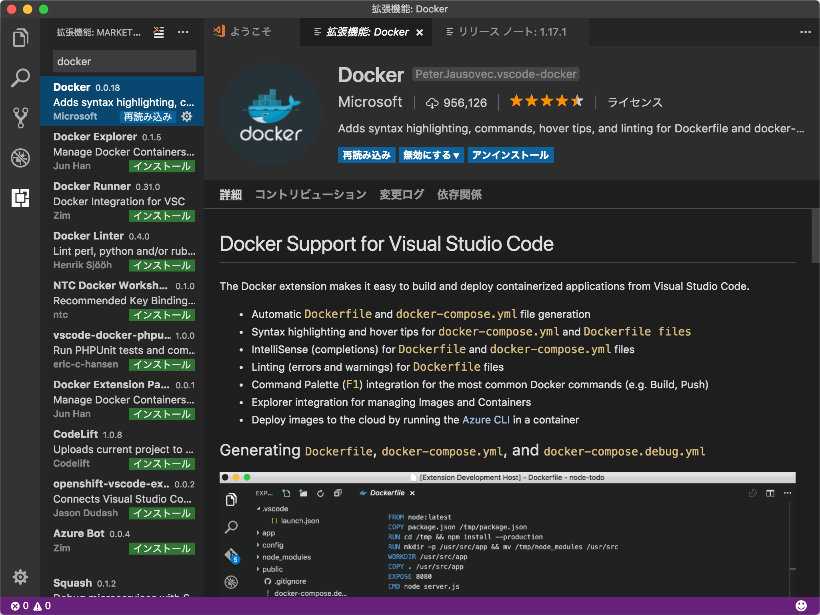 拡張機能: Docker
拡張機能: MARKET...
docker
Docker 0.0.18
Adds syntax highlighting, c...
Microsoft 再読み込み
Docker Explorer 0.1.5
Manage Docker Containers...
Jun Han インストール
Docker Runner 0.31.0
Docker Integration for VSC
Zim インストール
Docker Linter 0.4.0
Lint perl, python and/or rub...
Henrik Sjööh インストール
NTC Docker Worksh... 0.1.0
Recommended Key Binding...
ntc インストール
vscode-docker-phpu... 1.0.0
Run PHPUnit tests and com...
eric-c-hansen インストール
Docker Extension Pa... 0.0.1
Manage Docker Containers...
Jun Han インストール
CodeLift 1.0.8
Uploads current project to ...
Codelift インストール
openshift-vscode-ex.. 0.0.2
Connects Visual Studio Co...
Jason Dudash インストール
Azure Bot 0.0.4
Zim インストール
Squash 0.1.2
ようこそ 拡張機能: Docker × リリース ノート: 1.17.1
docker
Docker PeterJausovec.vscode-docker
Microsoft 956,126 ライセンス
Adds syntax highlighting, commands, hover tips, and linting for Dockerfile and docker-...
再読み込み 無効にする▼ アンインストール
詳細 コントリビューション 変更ログ 依存関係
Docker Support for Visual Studio Code
The Docker extension makes it easy to build and deploy containerized applications from Visual Studio Code.
• Automatic Dockerfile and docker-compose.yml file generation
• Syntax highlighting and hover tips for docker-compose.yml and Dockerfile files
• IntelliSense (completions) for Dockerfile and docker-compose.yml files
• Linting (errors and warnings) for Dockerfile files
• Command Palette (F1) integration for the most common Docker commands (e.g. Build, Push)
• Explorer integration for managing Images and Containers
• Deploy images to the cloud by running the Azure CLI in a container
Generating Dockerfile, docker-compose.yml, and docker-compose.debug.yml
[Extension Development Host] - Dockerfile - node-todo
EXP... Dockerfile ×
.vscode
{} launch.json
app
config
node_modules
public
.gitignore
! docker-compose.de...
5
FROM node:latest
COPY package.json /tmp/package.json
RUN cd /tmp && npm install --production
RUN mkdir -p /usr/src/app && mv /tmp/node_modules /usr/src
WORKDIR /usr/src/app
COPY . /usr/src/app
EXPOSE 8080
CMD node server.js
0 0